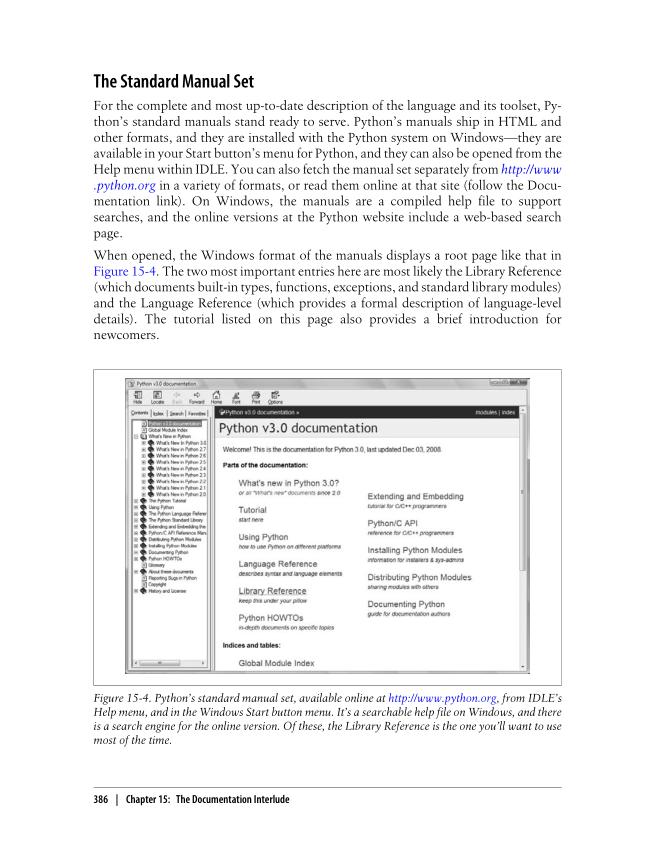 The Standard Manual Set
For the complete and most up-to-date description of the language and its toolset, Py-
thon’s standard manuals stand ready to serve. Python’s manuals ship in HTML and
other formats, and they are installed with the Python system on Windows—they are
available in your Start button’s menu for Python, and they can also be opened from the
Help menu within IDLE. You can also fetch the manual set separately from http://www
.python.org in a variety of formats, or read them online at that site (follow the Docu-
mentation link). On Windows, the manuals are a compiled help file to support
searches, and the online versions at the Python website include a web-based search
page.
When opened, the Windows format of the manuals displays a root page like that in
Figure 15-4. The two most important entries here are most likely the Library Reference
(which documents built-in types, functions, exceptions, and standard library modules)
and the Language Reference (which provides a formal description of language-level
details). The tutorial listed on this page also provides a brief introduction for
newcomers.
Python v3.0 documentation
Hide Locate Back Forward Home Font Print Options
Contents Index Search Favorites
Python v3.0 documentation
Global Module Index
What's New in Python
What's New in Python 3.0
What's New in Python 2.7
What's New in Python 2.6
What's New in Python 2.5
What's New in Python 2.4
What's New in Python 2.3
What's New in Python 2.2
What's New in Python 2.1
What's New in Python 2.0
The Python Tutorial
Using Python
The Python Language Referer
The Python Standard Library
Extending and Embedding the
Python/C API Reference Manu
Distributing Python Modules
Installing Python Modules
Documenting Python
Python HOWTOs
Glossary
About these documents
Reporting Bugs in Python
Copyright
History and License
Python v3.0 documentation » modules | index
Python v3.0 documentation
Welcome! This is the documentation for Python 3.0, last updated Dec 03, 2008.
Parts of the documentation:
What's new in Python 3.0?
or all "What's new" documents since 2.0
Tutorial
start here
Using Python
how to use Python on different platforms
Language Reference
describes syntax and language elements
Library Reference
keep this under your pillow
Python HOWTOs
in-depth documents on specific topics
Extending and Embedding
tutorial for C/C++ programmers
Python/C API
reference for C/C++ programmers
Installing Python Modules
information for installers & sys-admins
Distributing Python Modules
sharing modules with others
Documenting Python
guide for documentation authors
Indices and tables:
Global Module Index
Figure 15-4. Python’s standard manual set, available online at http://www.python.org, from IDLE’s
Help menu, and in the Windows Start button menu. It’s a searchable help file on Windows, and there
is a search engine for the online version. Of these, the Library Reference is the one you’ll want to use
most of the time.
386 | Chapter 15: The Documentation Interlude